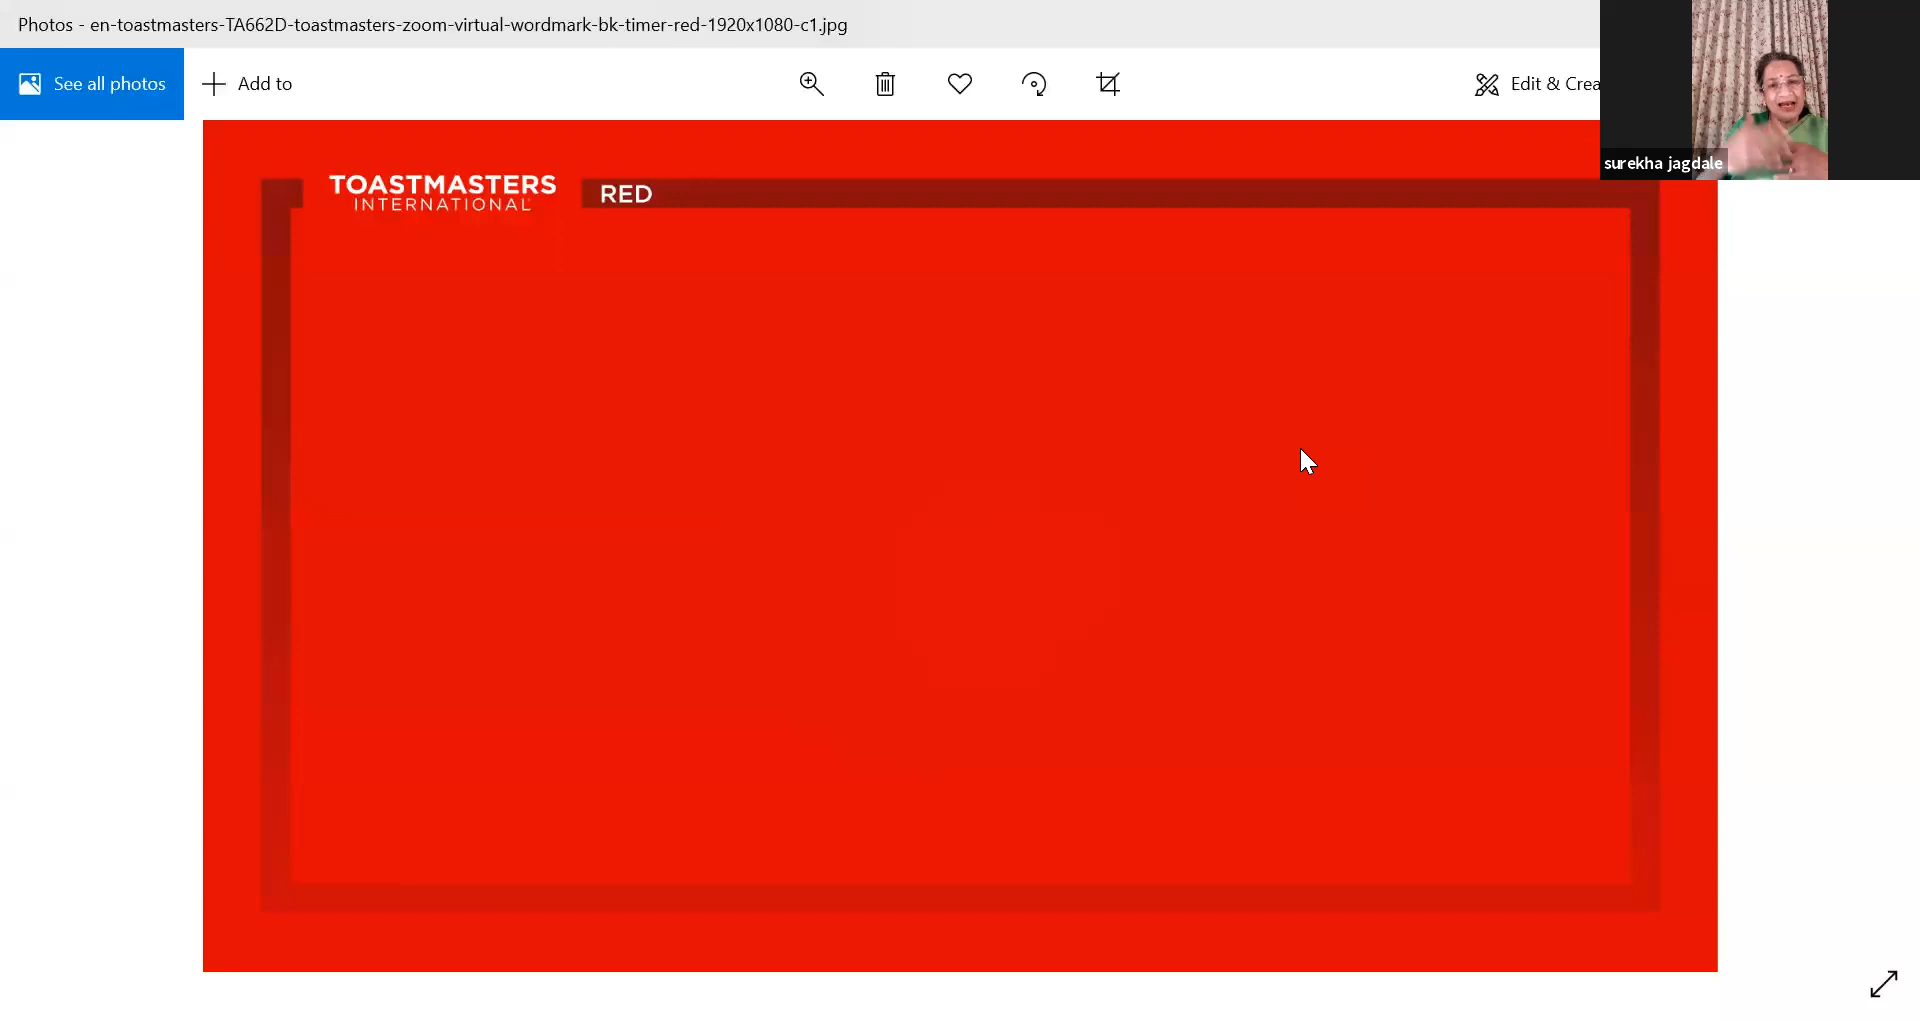 Photos - en-toastmasters-TA662D-toastmasters-zoom-virtual-wordmark-bk-timer-red-1920x1080-c1.jpg
See all photos
Add to
Edit & Crea
surekha jagdale
TOASTMASTERS
INTERNATIONAL
RED